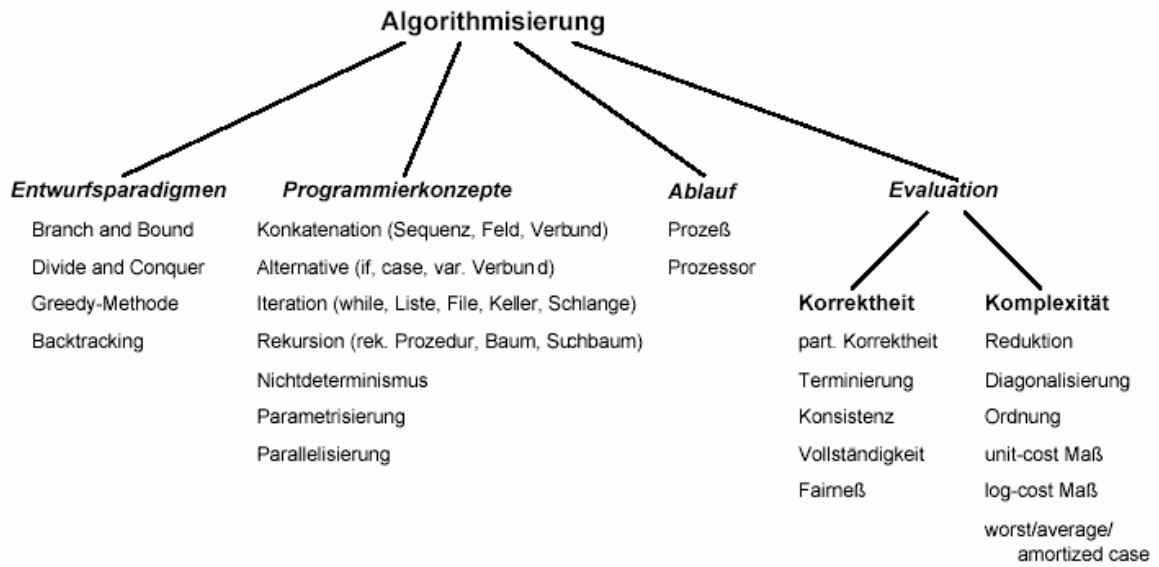 Algorithmisierung
Entwurfsparadigmen
Branch and Bound
Divide and Conquer
Greedy-Methode
Backtracking
Programmierkonzepte
Konkatenation (Sequenz, Feld, Verbund)
Alternative (if, case, var. Verbund)
Iteration (while, Liste, File, Keller, Schlange)
Rekursion (rek. Prozedur, Baum, Suchbaum)
Nichtdeterminismus
Parametrisierung
Parallelisierung
Ablauf
Prozeß
Prozessor
Evaluation
Korrektheit
part. Korrektheit
Terminierung
Konsistenz
Vollständigkeit
Fairneß
Komplexität
Reduktion
Diagonalisierung
Ordnung
unit-cost Maß
log-cost Maß
worst/average/
amortized case